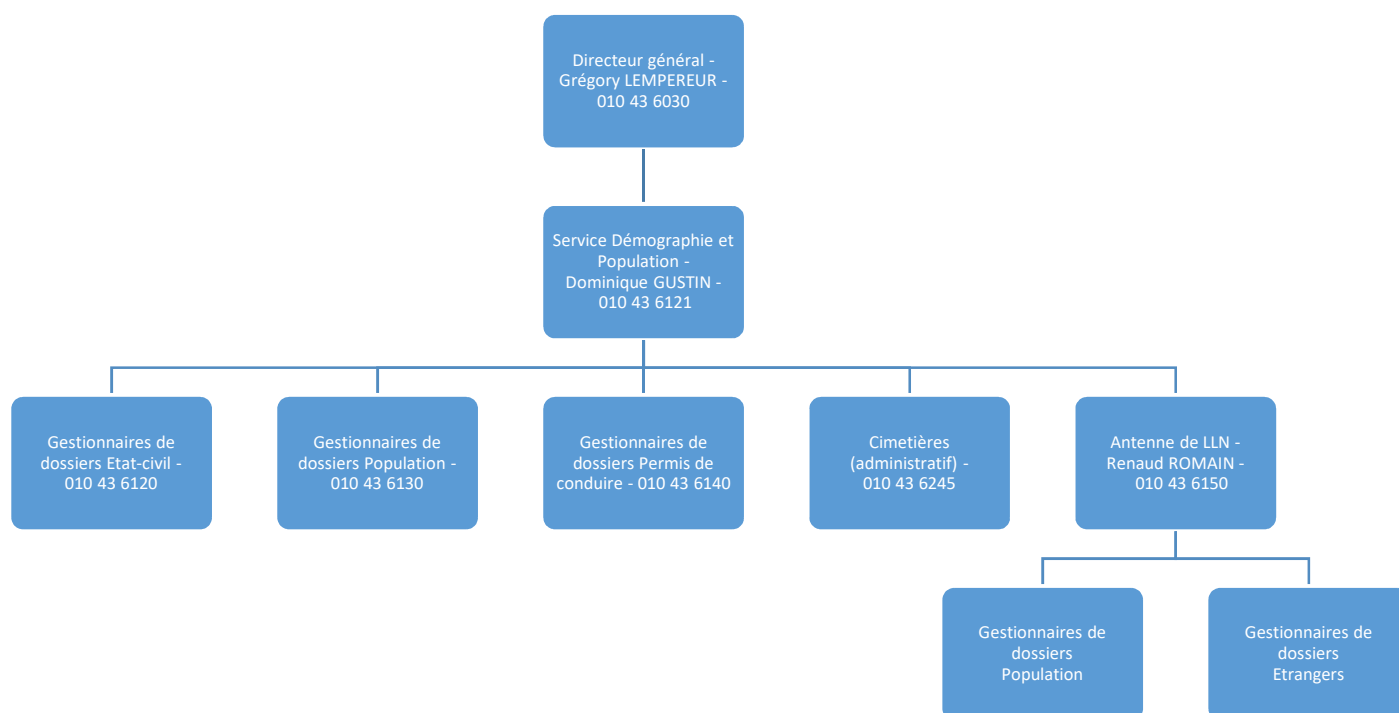 Directeur général -
Grégory LEMPEREUR -
010 43 6030
Service Démographie et
Population -
Dominique GUSTIN -
010 43 6121
Gestionnaires de
dossiers Etat-civil -
010 43 6120
Gestionnaires de
dossiers Population -
010 43 6130
Gestionnaires de
dossiers Permis de
conduire - 010 43 6140
Cimetières
(administratif) -
010 43 6245
Antenne de LLN -
Renaud ROMAIN -
010 43 6150
Gestionnaires de
dossiers
Population
Gestionnaires de
dossiers
Etrangers